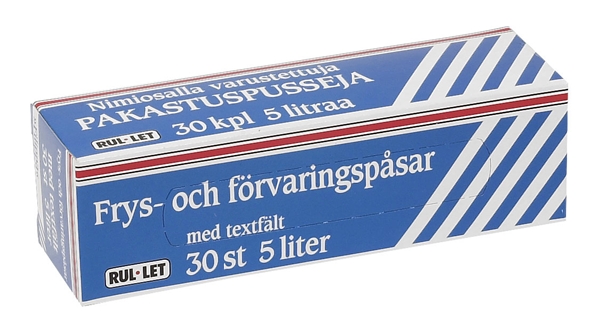 Nimiosalla varustettuja
PAKASTUSPUSSEJA
30 kpl 5 litraa
RUL·LET
Frys- och förvaringspåsar
med textfält
30 st 5 liter
RUL·LET